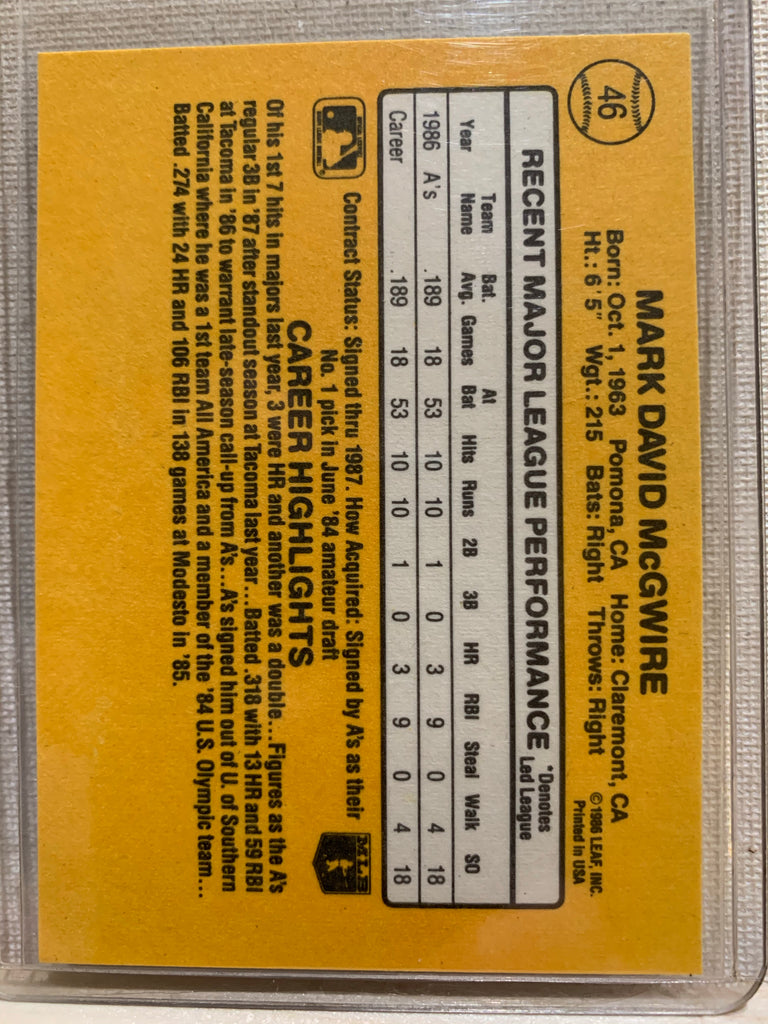 46
MARK DAVID McGWIRE
Born: Oct. 1, 1963 Pomona, CA Home: Claremont, CA
Ht.: 6'5" Wgt.: 215 Bats: Right Throws: Right
©1986 LEAF, INC.
Printed in USA
RECENT MAJOR LEAGUE PERFORMANCE *Denotes Led League
Year Team Name Bat. Avg. Games At Bat Hits Runs 2B 3B HR RBI Steal Walk SO
1986 A's .189 18 53 10 10 1 0 3 9 0 4 18
Career .189 18 53 10 10 1 0 3 9 0 4 18
Contract Status: Signed thru 1987. How Acquired: Signed by A's as their
No. 1 pick in June '84 amateur draft
MLB
CAREER HIGHLIGHTS
Of his 1st 7 hits in majors last year, 3 were HR and another was a double...Figures as the A's
regular 3B in '87 after standout season at Tacoma last year...Batted .318 with 13 HR and 59 RBI
at Tacoma in '86 to warrant late-season call-up from A's...A's signed him out of U. of Southern
California where he was a 1st team All America and a member of the '84 U.S. Olympic team...
Batted .274 with 24 HR and 106 RBI in 138 games at Modesto in '85.